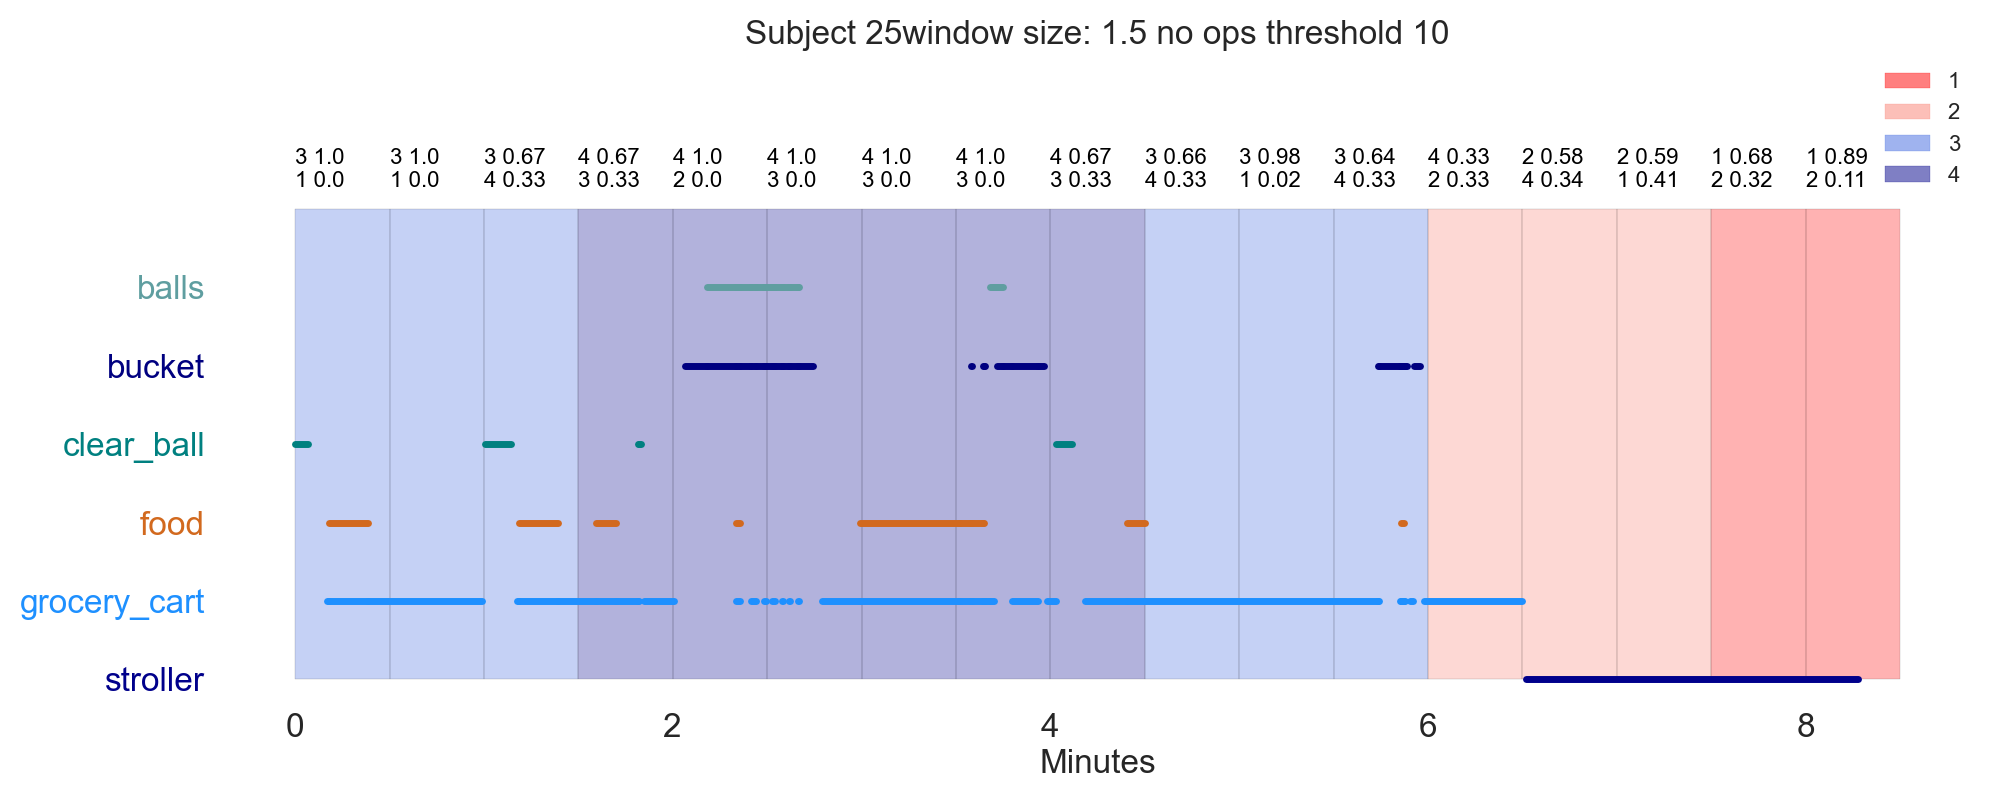 Subject 25window size: 1.5 no ops threshold 10
1
2
3
4
3 1.0 3 1.0 3 0.67 4 0.67 4 1.0 4 1.0 4 1.0 4 1.0 4 0.67 3 0.66 3 0.98 3 0.64 4 0.33 2 0.58 2 0.59 1 0.68 1 0.89
1 0.0 1 0.0 4 0.33 3 0.33 2 0.0 3 0.0 3 0.0 3 0.0 3 0.33 4 0.33 1 0.02 4 0.33 2 0.33 4 0.34 1 0.41 2 0.32 2 0.11
balls
bucket
clear_ball
food
grocery_cart
stroller
0 2 4 6 8
Minutes